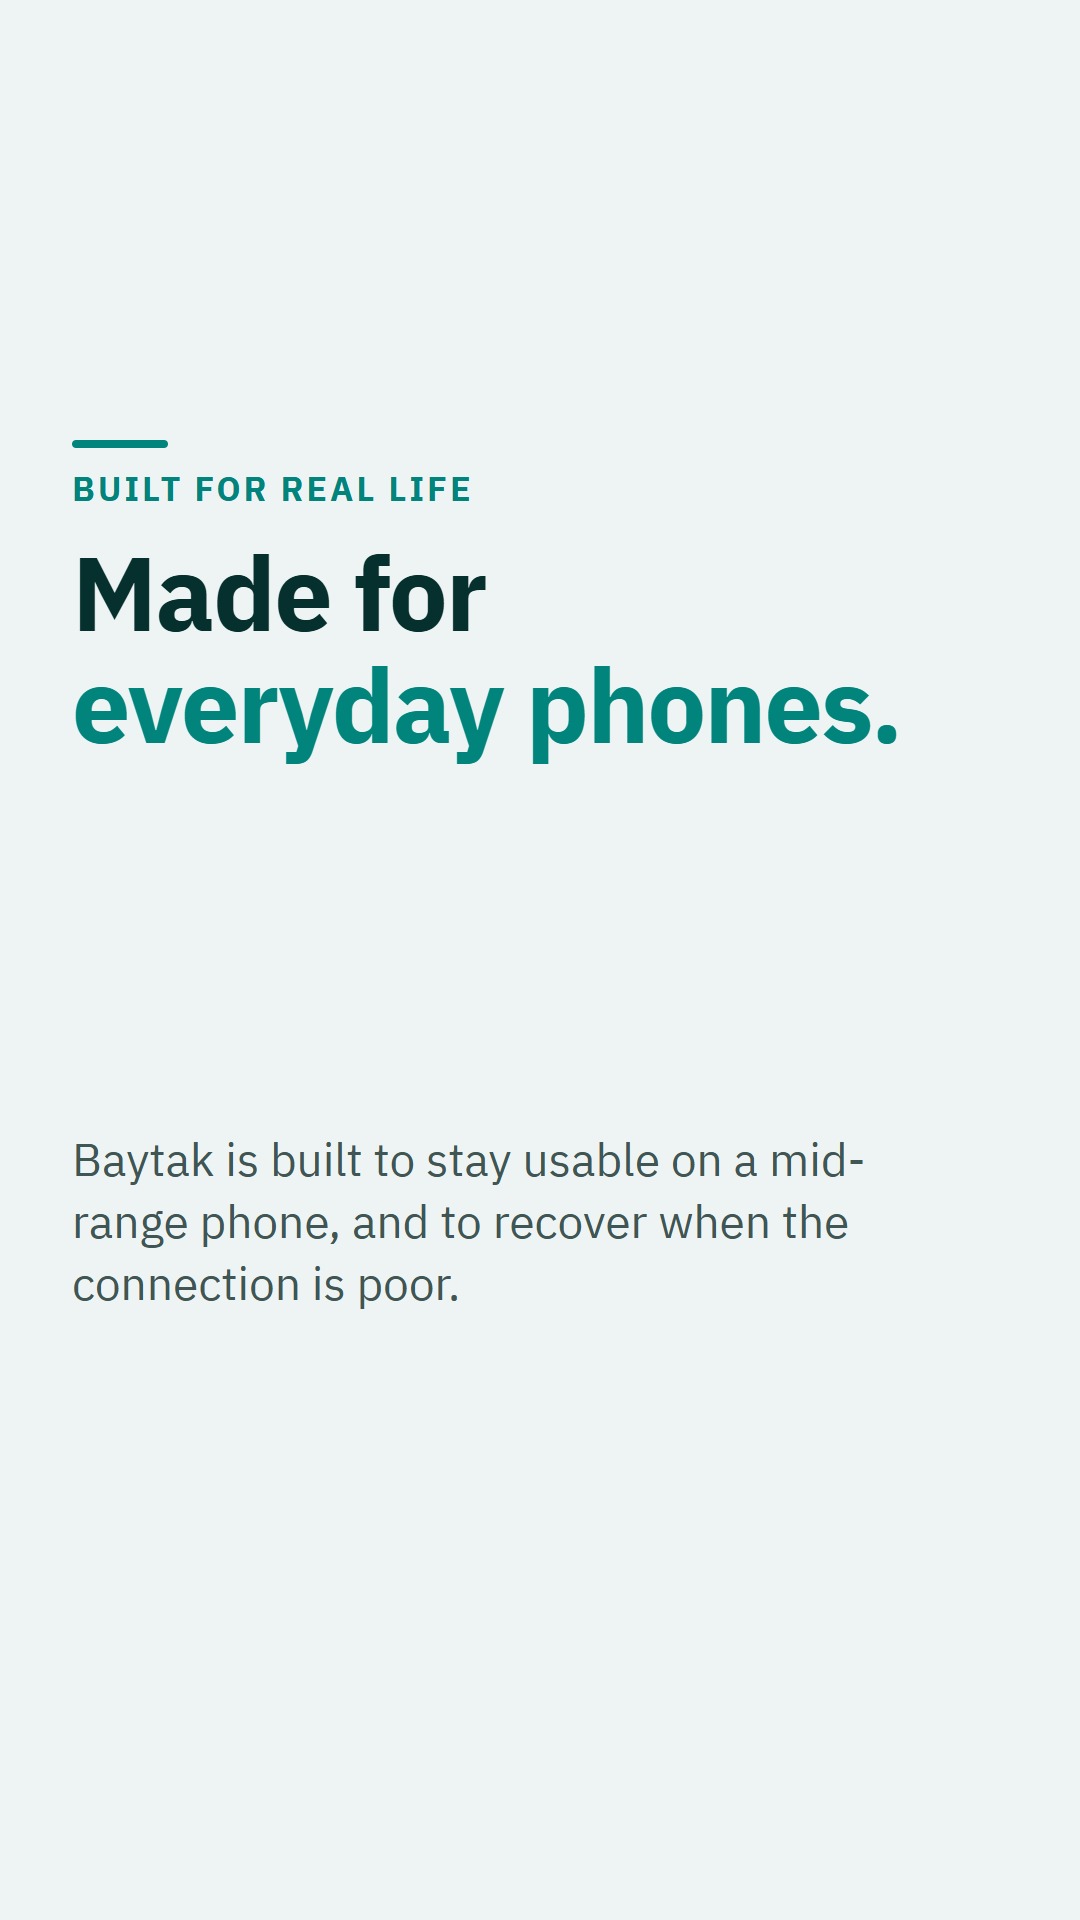 BUILT FOR REAL LIFE
Made for
everyday phones.
Baytak is built to stay usable on a mid-
range phone, and to recover when the
connection is poor.